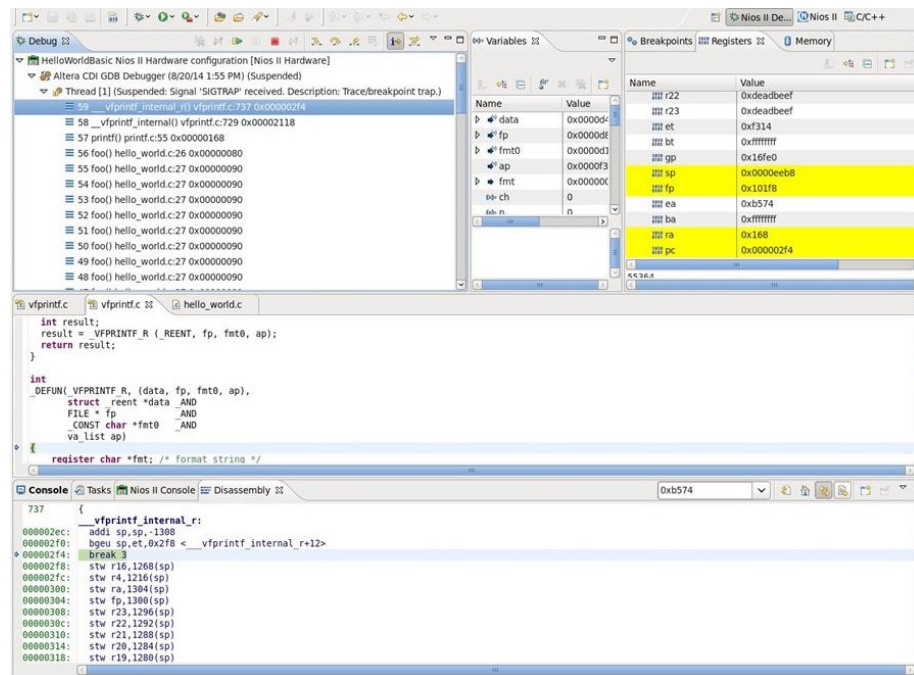 Nios II De... Nios II C/C++
Debug
HelloWorldBasic Nios II Hardware configuration [Nios II Hardware]
Altera CDI GDB Debugger (8/20/14 1:55 PM) (Suspended)
Thread [1] (Suspended: Signal 'SIGTRAP' received. Description: Trace/breakpoint trap.)
59 ___vfprintf_internal_r() vfprintf.c:737 0x000002f4
58 __vfprintf_internal() vfprintf.c:729 0x00002118
57 printf() printf.c:55 0x00000168
56 foo() hello_world.c:26 0x00000080
55 foo() hello_world.c:27 0x00000090
54 foo() hello_world.c:27 0x00000090
53 foo() hello_world.c:27 0x00000090
52 foo() hello_world.c:27 0x00000090
51 foo() hello_world.c:27 0x00000090
50 foo() hello_world.c:27 0x00000090
49 foo() hello_world.c:27 0x00000090
48 foo() hello_world.c:27 0x00000090
Variables
Name Value
data 0x0000d4
fp 0x0000d8
fmt0 0x0000d1
ap 0x0000f3
fmt 0x000000
ch 0
n 0
Breakpoints Registers Memory
Name Value
r22 0xdeadbeef
r23 0xdeadbeef
et 0xf314
bt 0xffffffff
gp 0x16fe0
sp 0x0000eeb8
fp 0x101f8
ea 0xb574
ba 0xffffffff
ra 0x168
pc 0x000002f4
55364
vfprintf.c vfprintf.c hello_world.c
int result;
result = _VFPRINTF_R (_REENT, fp, fmt0, ap);
return result;
}
int
_DEFUN(_VFPRINTF_R, (data, fp, fmt0, ap),
struct _reent *data _AND
FILE * fp _AND
_CONST char *fmt0 _AND
va_list ap)
{
register char *fmt; /* format string */
Console Tasks Nios II Console Disassembly 0xb574
737 {
___vfprintf_internal_r:
000002ec: addi sp,sp,-1308
000002f0: bgeu sp,et,0x2f8 <___vfprintf_internal_r+12>
000002f4: break 3
000002f8: stw r16,1268(sp)
000002fc: stw r4,1216(sp)
00000300: stw ra,1304(sp)
00000304: stw fp,1300(sp)
00000308: stw r23,1296(sp)
0000030c: stw r22,1292(sp)
00000310: stw r21,1288(sp)
00000314: stw r20,1284(sp)
00000318: stw r19,1280(sp)